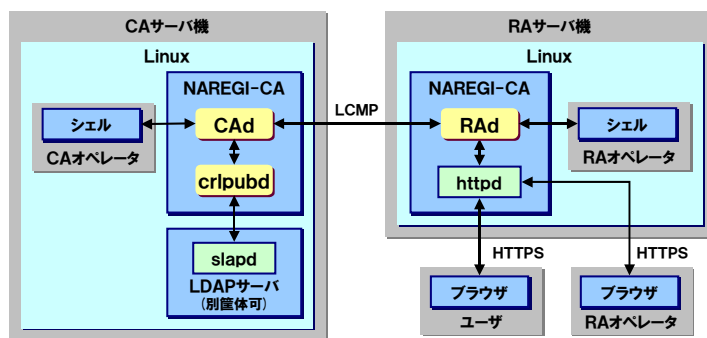 CAサーバ機
Linux
NAREGI-CA
シェル
CAオペレータ
CAd
crlpubd
slapd
LDAPサーバ
(別筐体可)
LCMP
RAサーバ機
Linux
NAREGI-CA
RAd
httpd
シェル
RAオペレータ
HTTPS
HTTPS
ブラウザ
ユーザ
ブラウザ
RAオペレータ